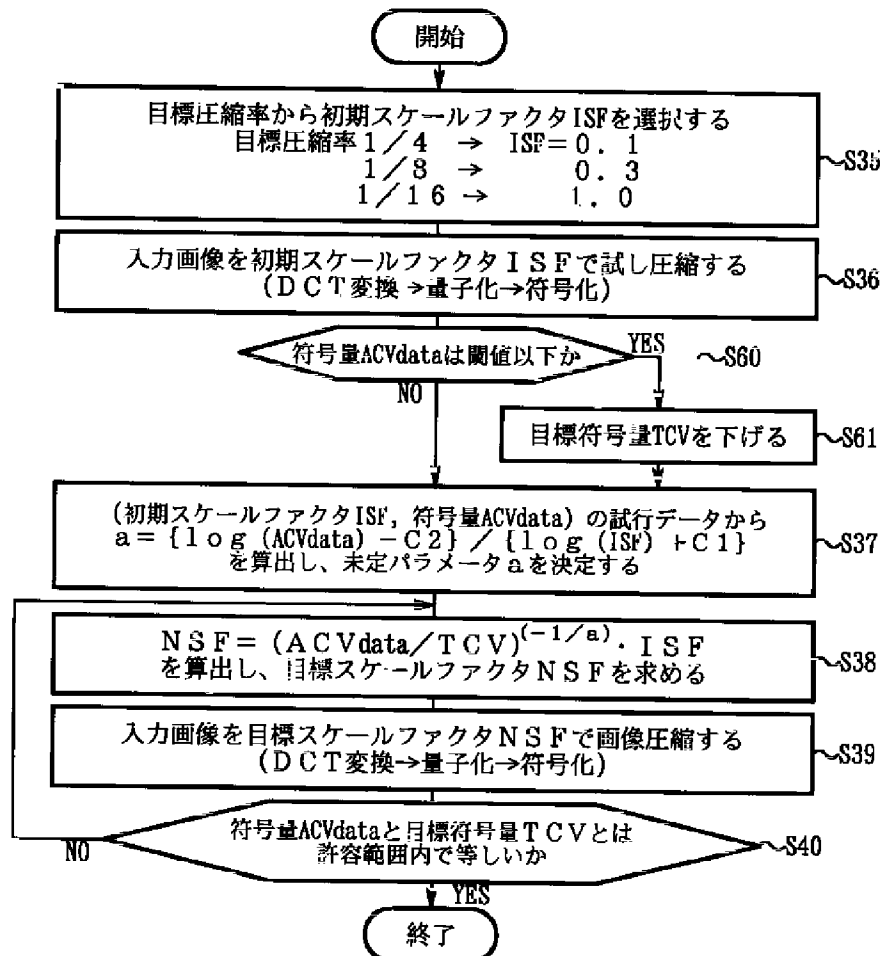 開始
目標圧縮率から初期スケールファクタISFを選択する
目標圧縮率1／4 → ISF＝0．1
1／8 → 0．3
1／16→ 1．0
～S35
入力画像を初期スケールファクタＩＳＦで試し圧縮する
（ＤＣＴ変換→量子化→符号化）
～S36
符号量ACVdataは閾値以下か
YES
～S60
NO
目標符号量TCVを下げる
～S61
(初期スケールファクタISF, 符号量ACVdata) の試行データから
a＝{log (ACVdata) －C2} ／ {log (ISF) ＋C1}
を算出し、未定パラメータaを決定する
～S37
ＮＳＦ＝（ＡＣＶdata／ＴＣＶ）^(－1／a)・ＩＳＦ
を算出し、目標スケールファクタＮＳＦを求める
～S38
入力画像を目標スケールファクタＮＳＦで画像圧縮する
（ＤＣＴ変換→量子化→符号化）
～S39
符号量ACVdataと目標符号量ＴＣＶとは
許容範囲内で等しいか
～S40
NO
YES
終了